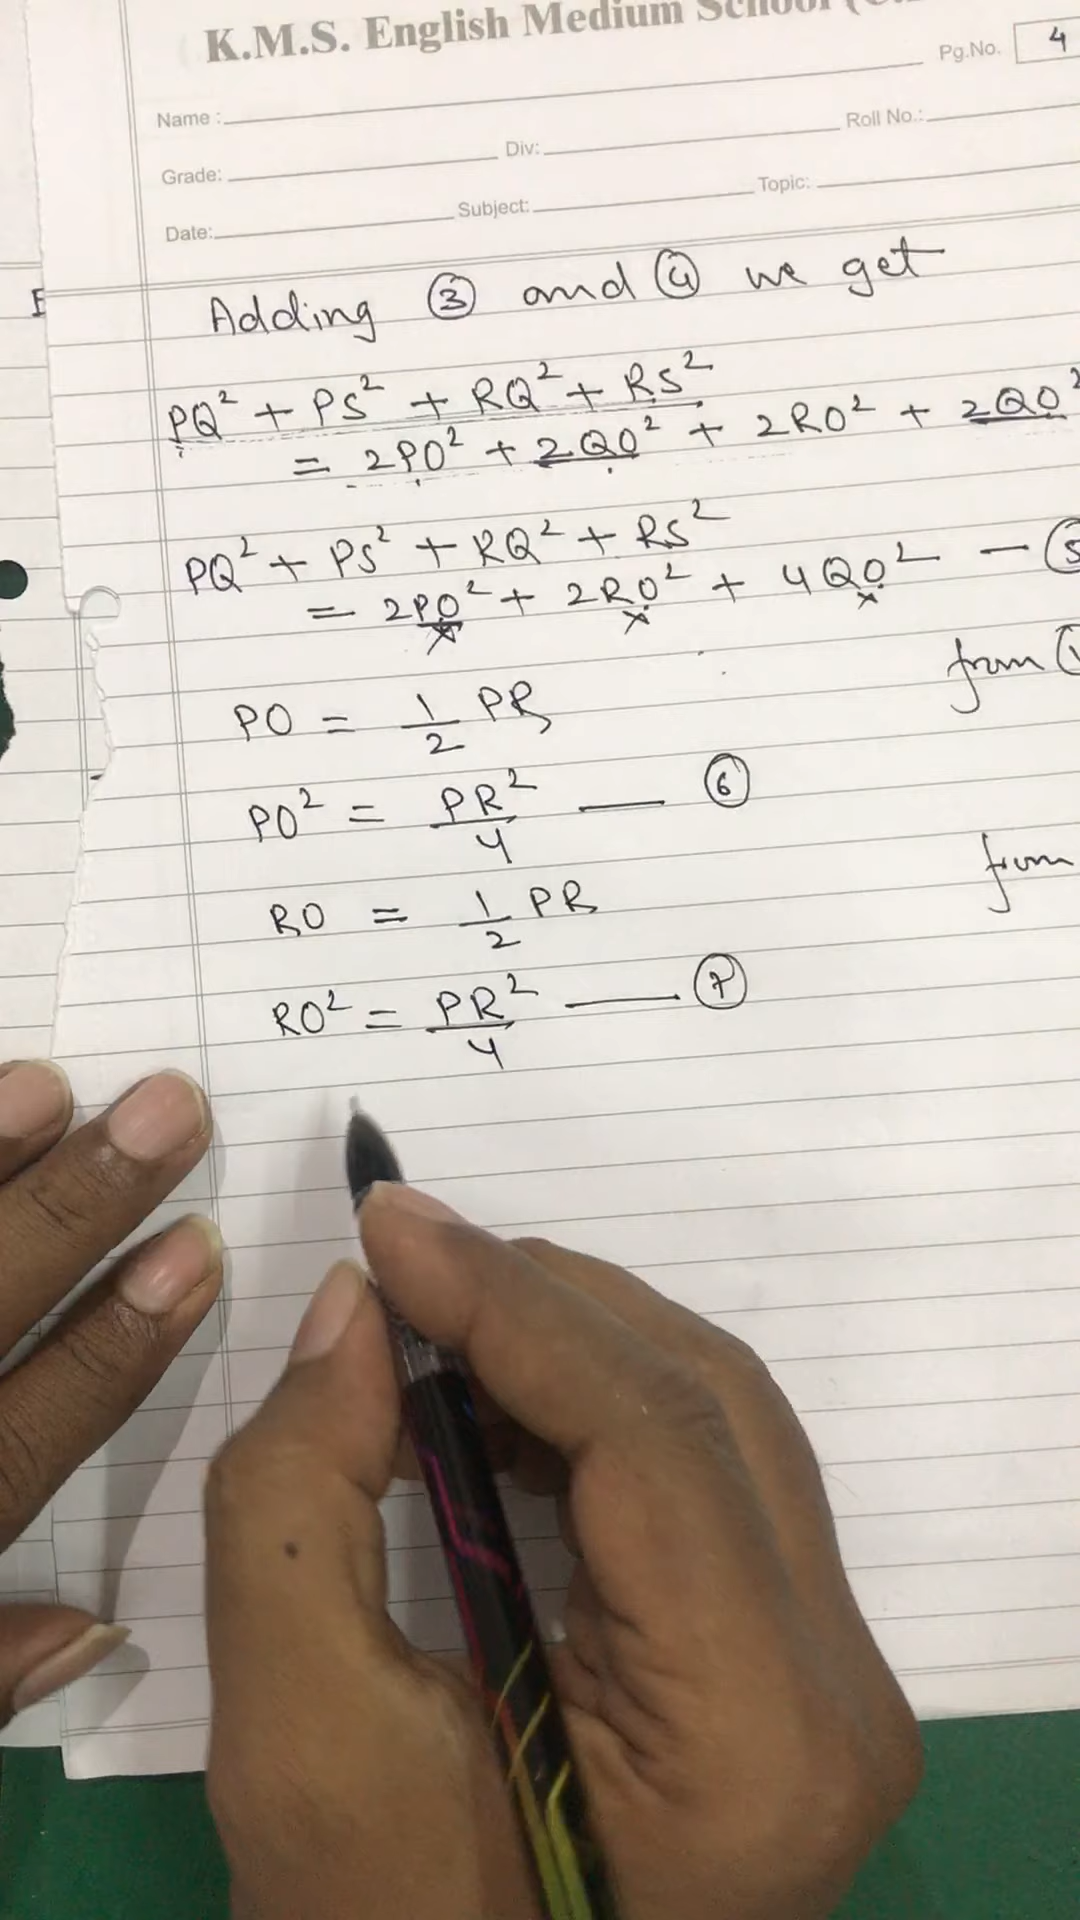 K.M.S. English Medium School
Pg.No. 4
Name :
Roll No.:
Grade:
Div:
Date:
Subject:
Topic:
Adding ③ and ④ we get
PQ² + PS² + RQ² + RS²
= 2PO² + 2QO² + 2RO² + 2QO²
PQ² + PS² + RQ² + RS²
= 2PO² + 2RO² + 4QO² — ⑤
from ①
PO = 1/2 PR
PO² = PR²/4 — ⑥
from
RO = 1/2 PR
RO² = PR²/4 — ⑦